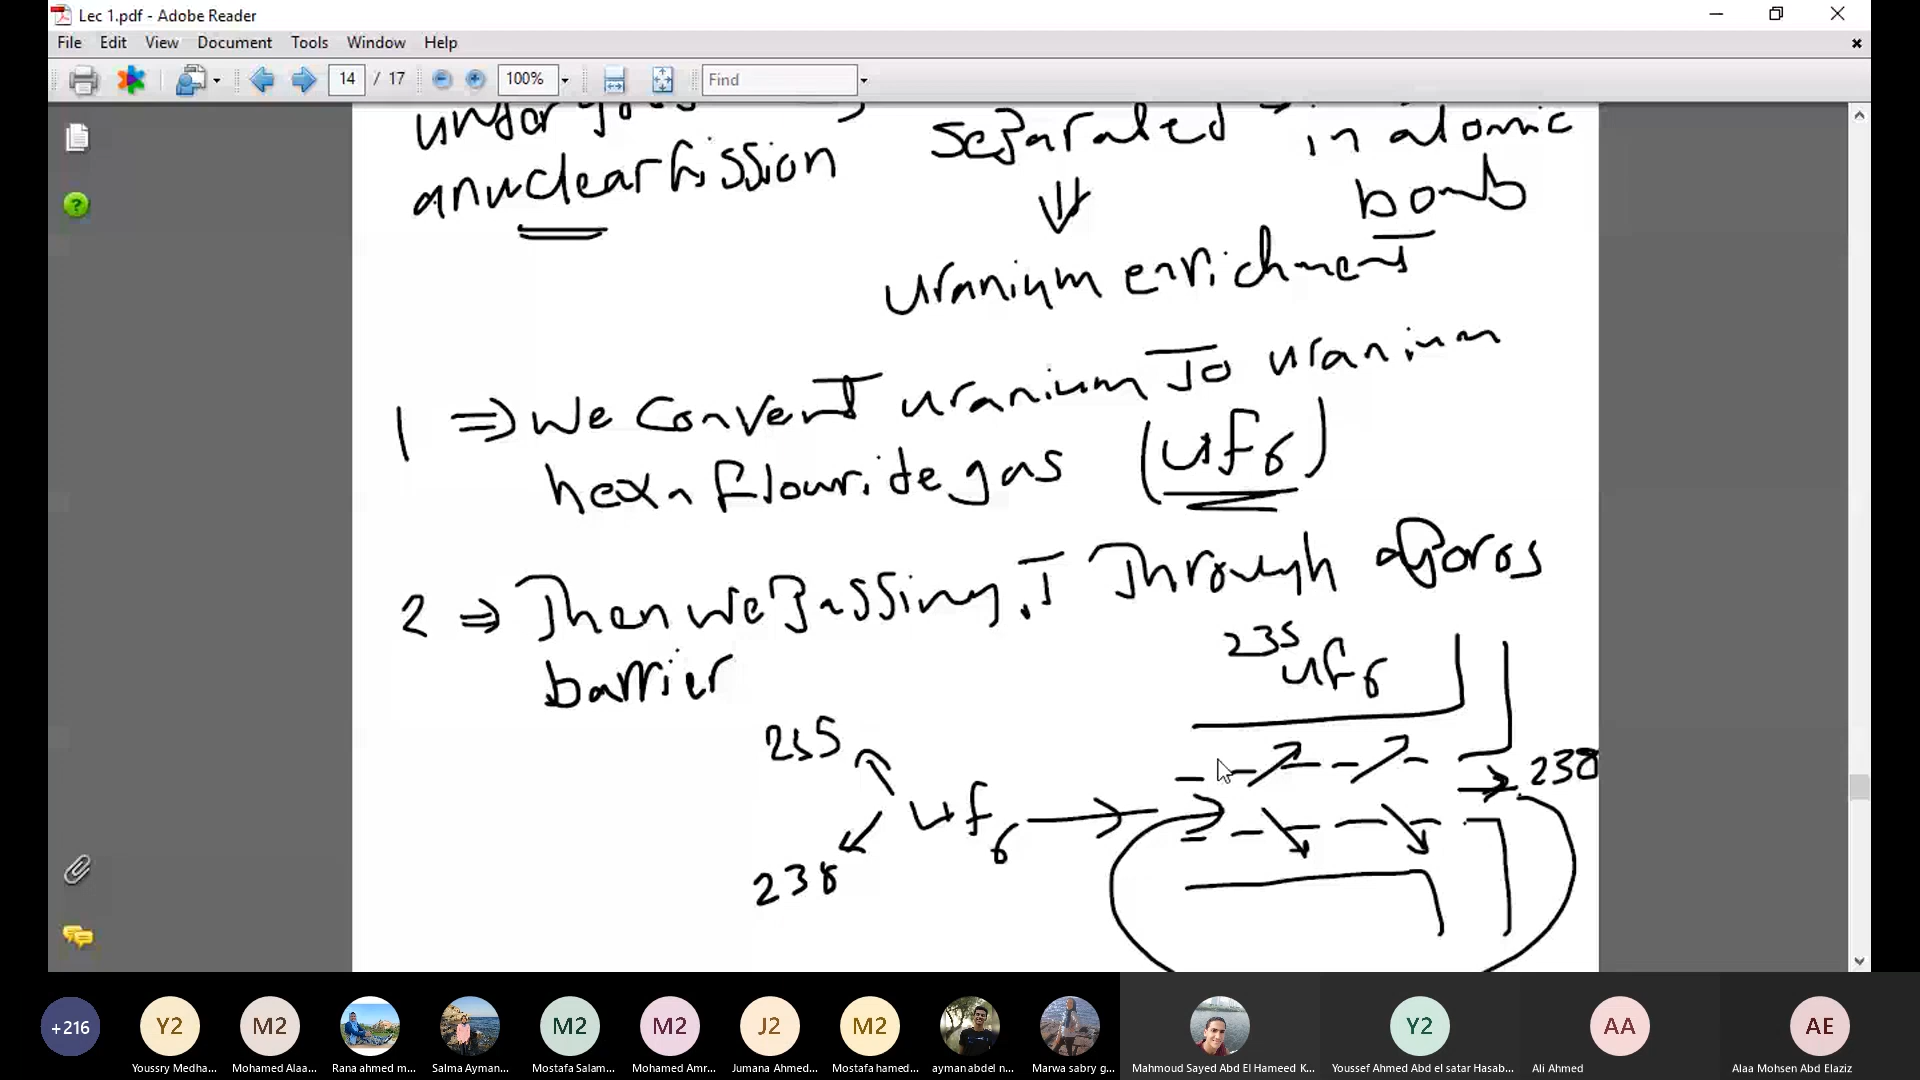 Lec 1.pdf - Adobe Reader
File Edit View Document Tools Window Help
14 / 17 100% Find
undergoes
a nuclear fission
separated
in atomic
bomb
uranium enrichment
1 ⇒ we convert uranium To uranium
hexa flouride gas (uf6)
2 ⇒ Then we Passing iT Through a Poros
barrier
235
uf6
235
uf6
238
238
+216 Y2 M2 M2 M2 J2 M2 Y2 AA AE
Youssry Medha... Mohamed Alaa... Rana ahmed m... Salma Ayman... Mostafa Salam... Mohamed Amr... Jumana Ahmed... Mostafa hamed... ayman abdel n... Marwa sabry g... Mahmoud Sayed Abd El Hameed K... Youssef Ahmed Abd el satar Hasab... Ali Ahmed Alaa Mohsen Abd Elaziz